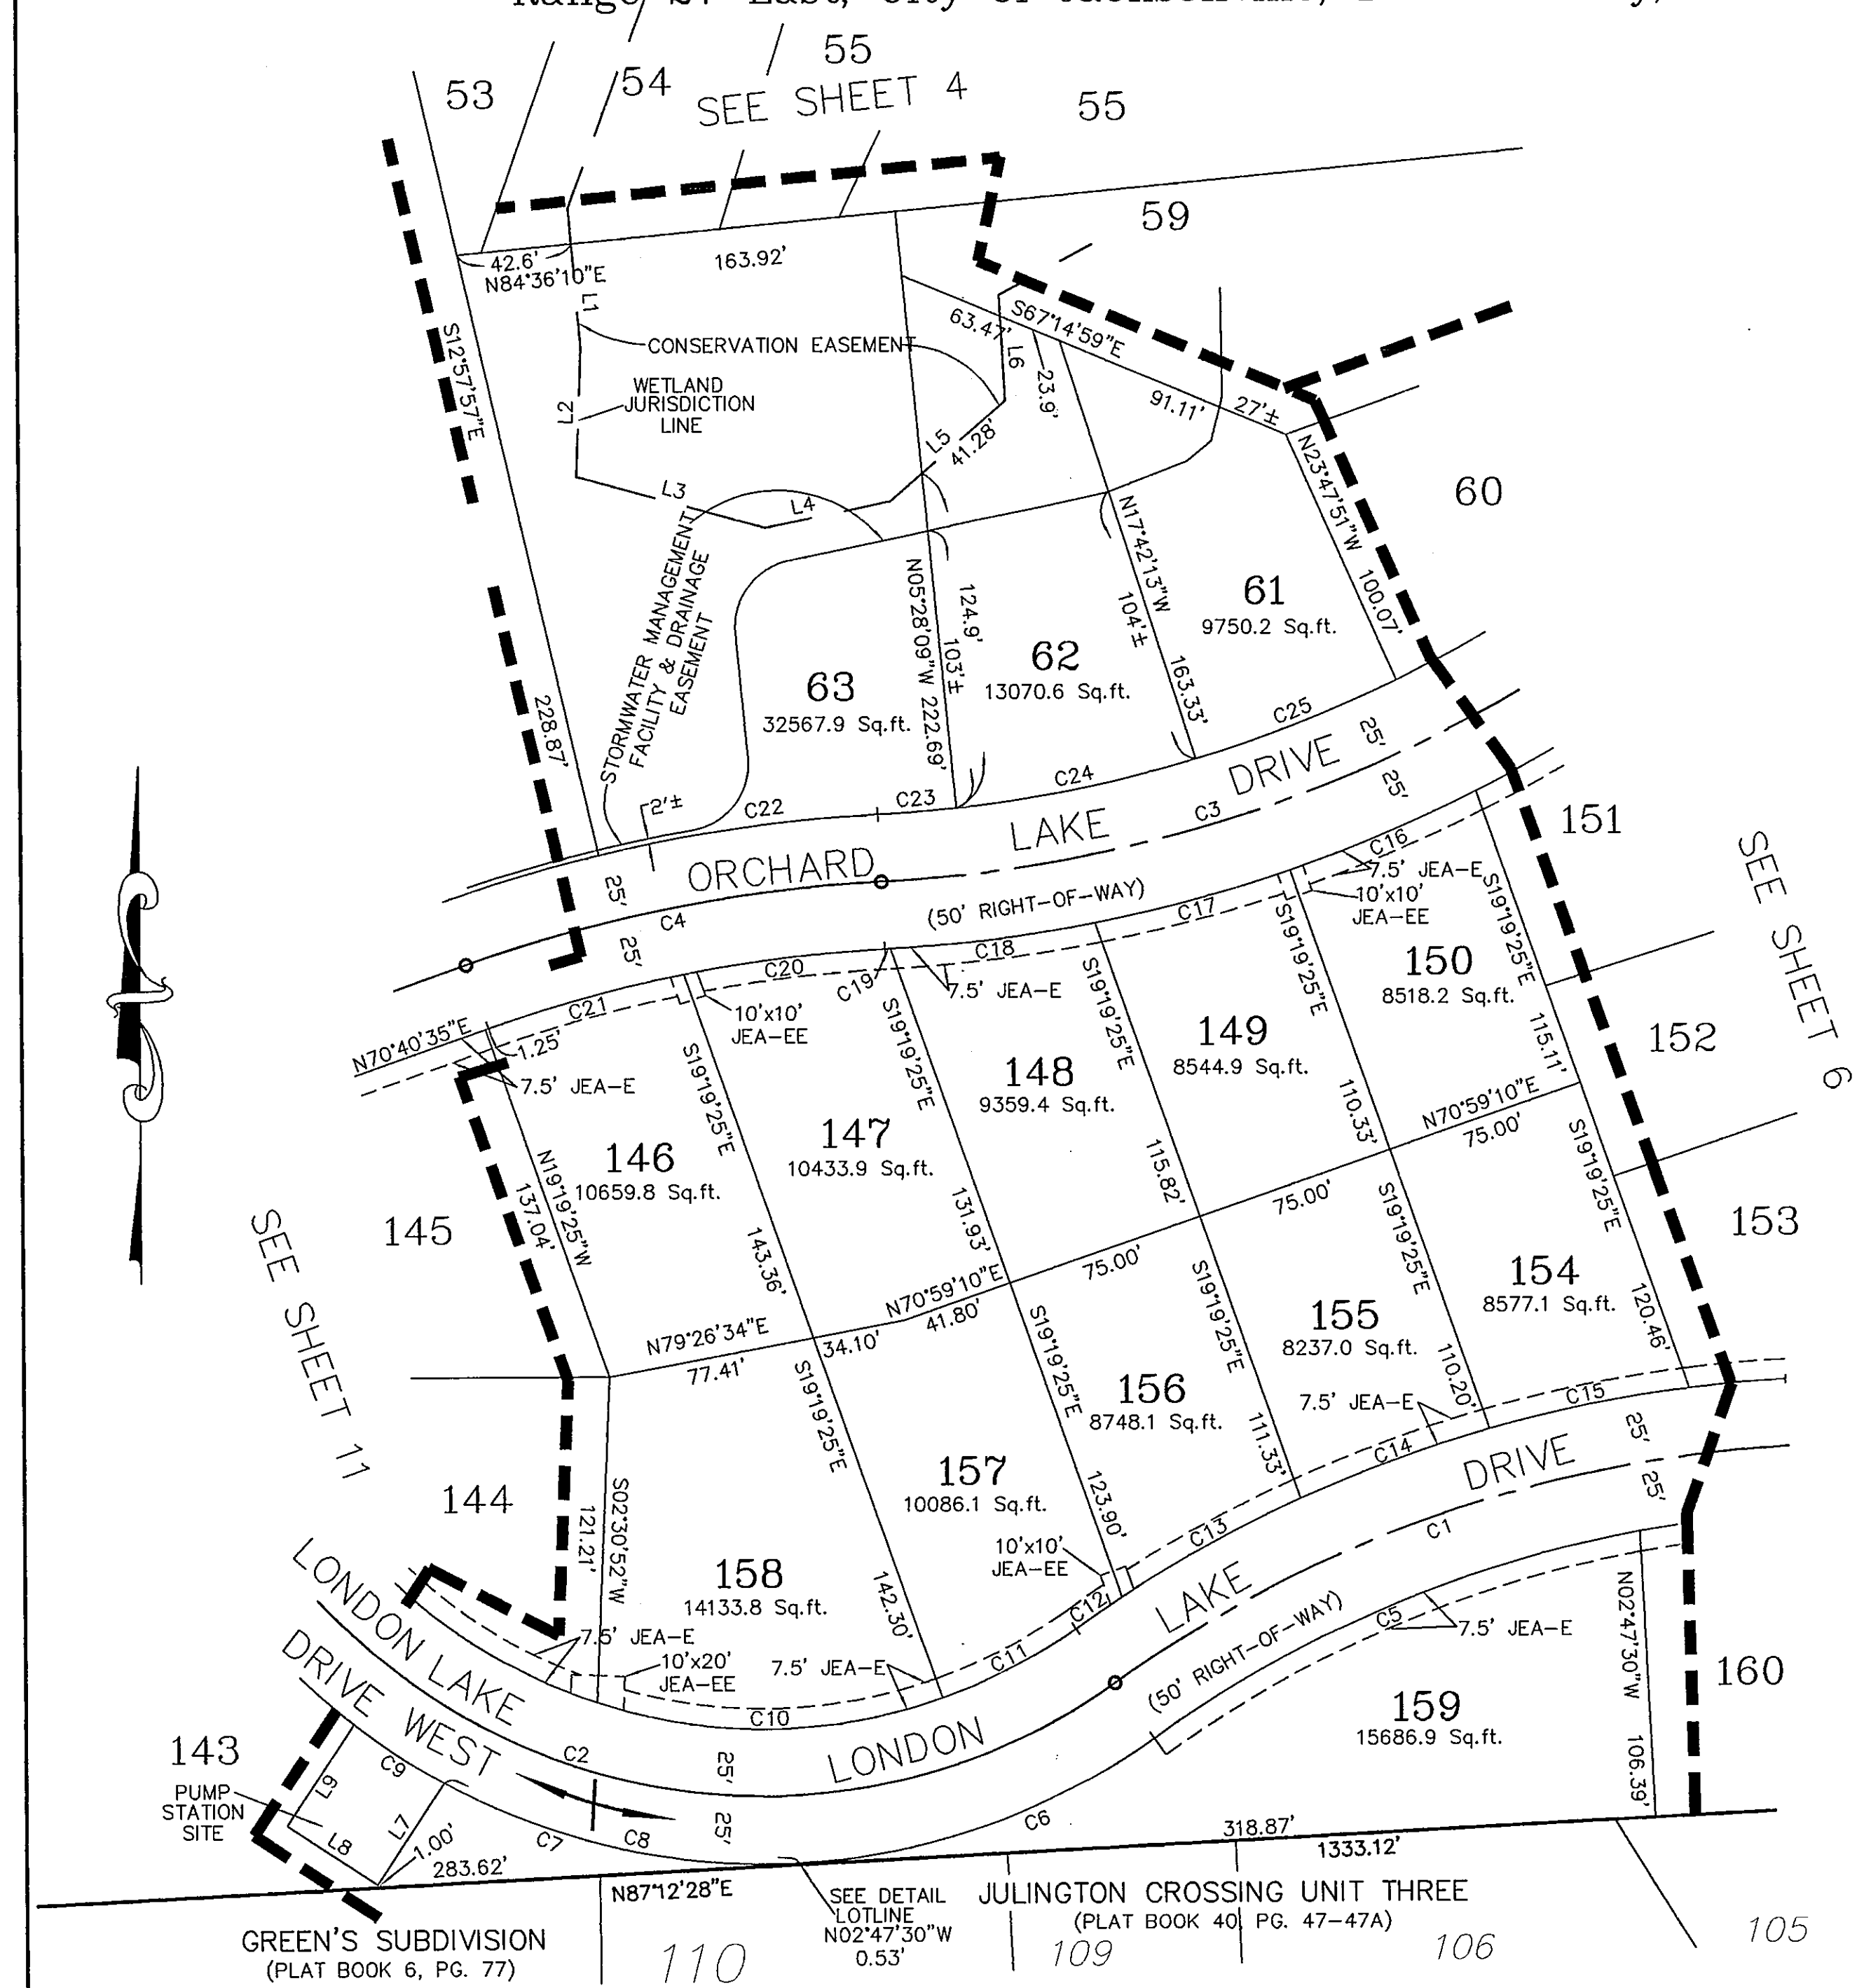 53
54
55
SEE SHEET 4
55
59
42.6'
N84°36'10"E
163.92'
L1
S12°57'57"E
CONSERVATION EASEMENT
63.47'
S67°14'59"E
L6
23.9'
91.11'
27'±
WETLAND
JURISDICTION
LINE
L2
L5
41.28'
L3
L4
N23°47'51"W
100.07'
60
N17°42'13"W
104'±
163.33'
61
9750.2 Sq.ft.
STORMWATER MANAGEMENT
FACILITY & DRAINAGE
EASEMENT
N05°28'09"W 222.69'
124.9'
103'±
62
13070.6 Sq.ft.
63
32567.9 Sq.ft.
228.87'
2'±
C22
C23
C24
C25
25'
25'
ORCHARD LAKE DRIVE
C3
C4
25'
25'
(50' RIGHT-OF-WAY)
C16
7.5' JEA-E
10'x10'
JEA-EE
C17
C18
C19
C20
C21
7.5' JEA-E
10'x10'
JEA-EE
N70°40'35"E
1.25'
7.5' JEA-E
151
SEE SHEET 6
S19°19'25"E
115.11'
150
8518.2 Sq.ft.
152
S19°19'25"E
110.33'
149
8544.9 Sq.ft.
S19°19'25"E
115.82'
148
9359.4 Sq.ft.
S19°19'25"E
131.93'
147
10433.9 Sq.ft.
S19°19'25"E
143.36'
146
10659.8 Sq.ft.
N19°19'25"W
137.04'
145
SEE SHEET 11
N70°59'10"E
75.00'
75.00'
75.00'
N70°59'10"E
41.80'
34.10'
N79°26'34"E
77.41'
153
S19°19'25"E
120.46'
154
8577.1 Sq.ft.
S19°19'25"E
110.20'
155
8237.0 Sq.ft.
S19°19'25"E
111.33'
156
8748.1 Sq.ft.
S19°19'25"E
123.90'
157
10086.1 Sq.ft.
S19°19'25"E
142.30'
158
14133.8 Sq.ft.
S02°30'52"W
121.21'
144
7.5' JEA-E
C15
C14
C13
10'x10'
JEA-EE
C12
C11
C10
7.5' JEA-E
10'x20'
JEA-EE
7.5' JEA-E
LONDON LAKE
DRIVE WEST
LONDON LAKE DRIVE
25'
25'
C1
C5
(50' RIGHT-OF-WAY)
7.5' JEA-E
N02°47'30"W
106.39'
160
159
15686.9 Sq.ft.
143
PUMP
STATION
SITE
C9
C2
25'
25'
L9
L7
L8
1.00'
C7
C8
C6
283.62'
318.87'
1333.12'
N87°12'28"E
SEE DETAIL
LOTLINE
N02°47'30"W
0.53'
JULINGTON CROSSING UNIT THREE
(PLAT BOOK 40, PG. 47-47A)
GREEN'S SUBDIVISION
(PLAT BOOK 6, PG. 77)
110
109
106
105